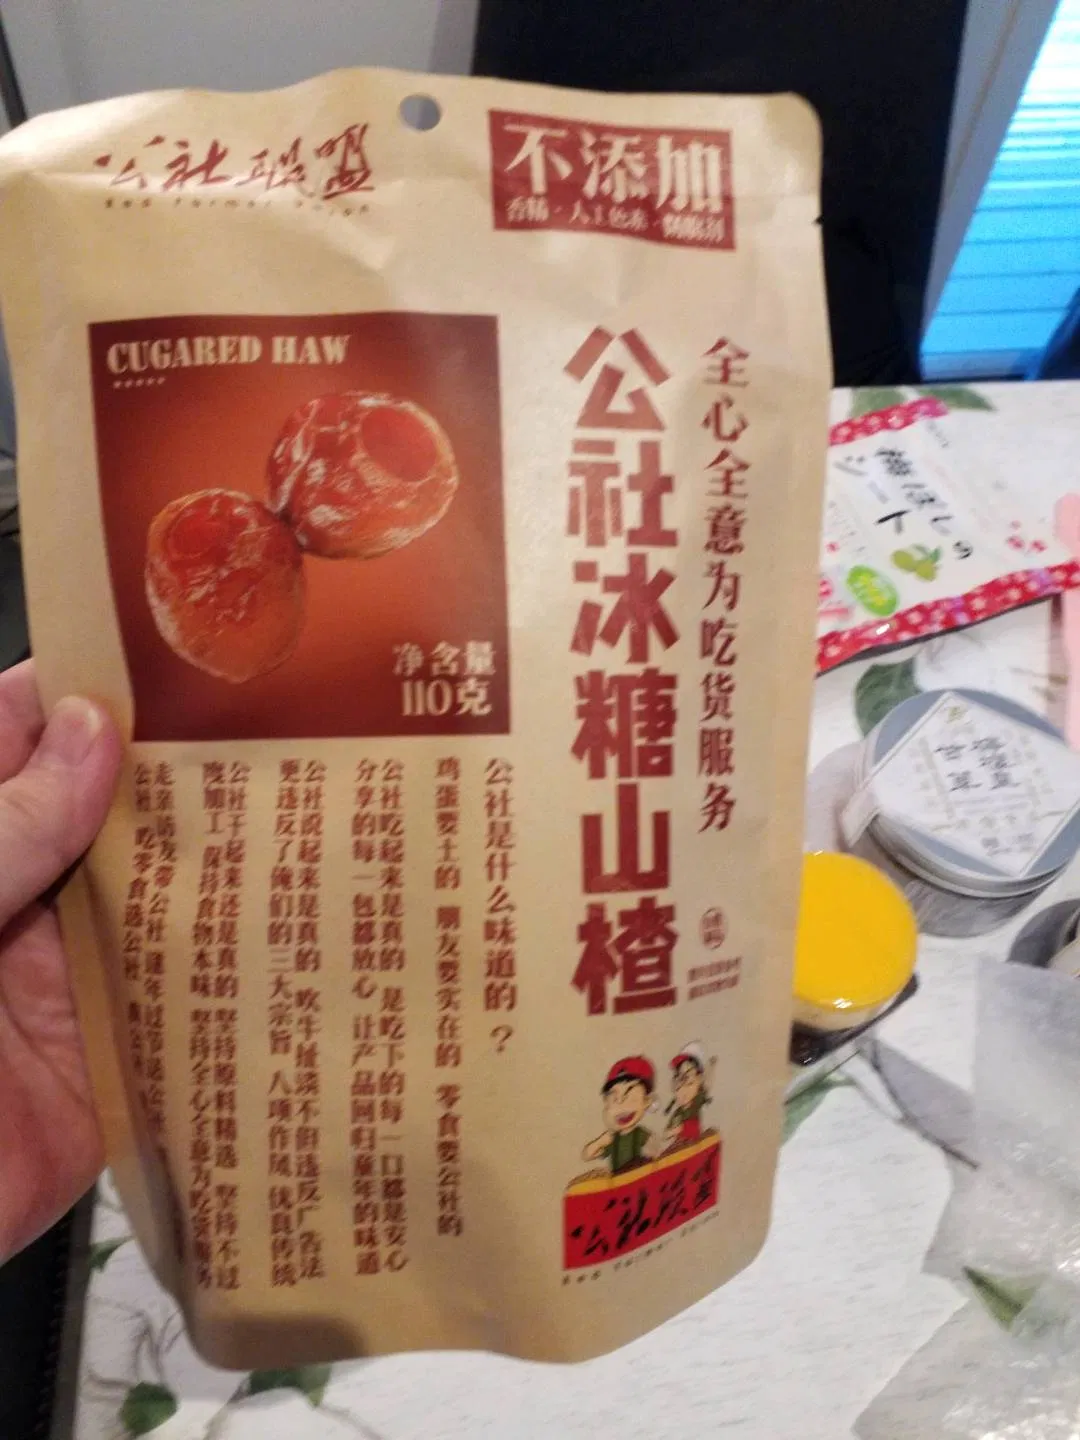 公社联盟
Red Farmer Union
不添加
香精·人工色素·防腐剂
CUGARED HAW
净含量
110克
全心全意为吃货服务
公社冰糖山楂
公社是什么味道的？
鸡蛋要土的 朋友要实在的 零食要公社的
公社吃起来是真的 是吃下的每一口都是安心
分享的每一包都放心 让产品回归童年的味道
公社说起来是真的 吹牛扯淡不但违反广告法
更违反了俺们的三大宗旨 八项作风 优良传统
公社干起来还是真的 坚持原料精选 坚持不过
度加工 保持食物本味 坚持全心全意为吃货服务
走亲访友带公社 逢年过节送公社
公社 吃零食选公社
公社联盟
梅ぼしの
シート